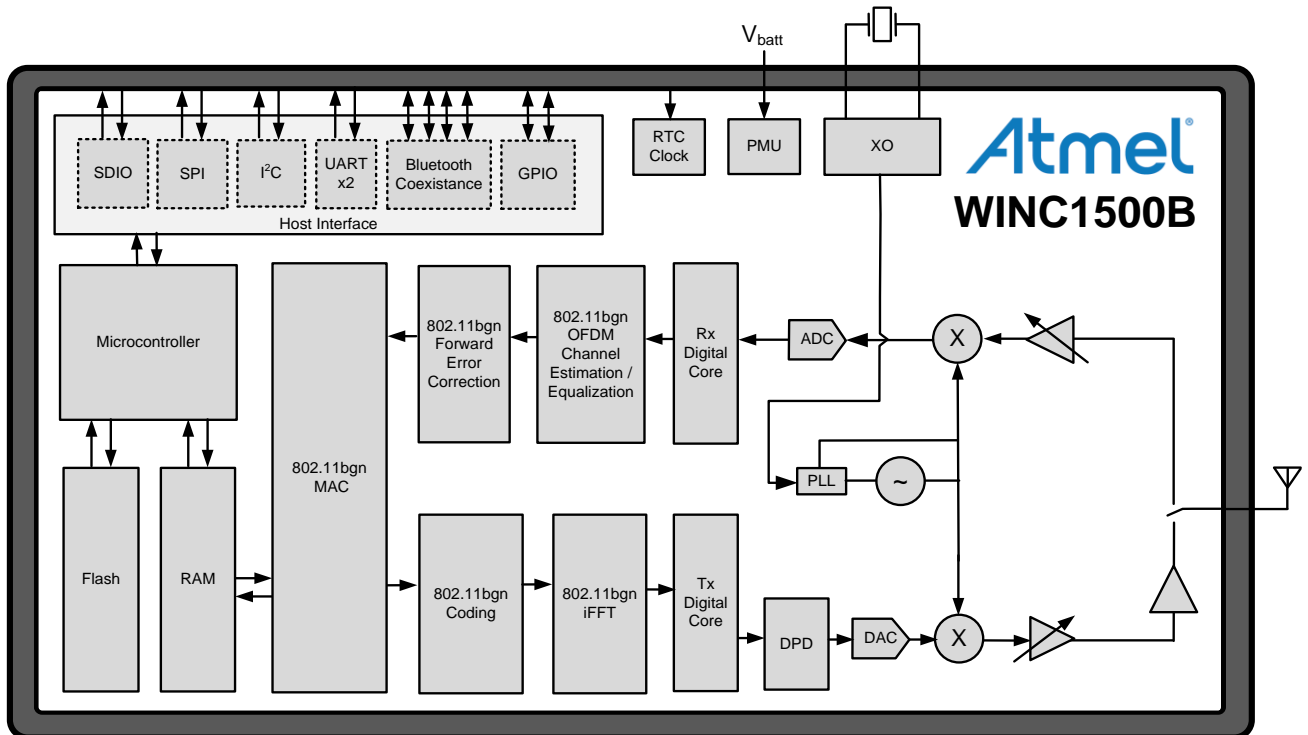 V_batt
RTC
Clock
PMU
XO
Atmel®
WINC1500B
SDIO
SPI
I²C
UART
x2
Bluetooth
Coexistance
GPIO
Host Interface
Microcontroller
802.11bgn
Forward
Error
Correction
802.11bgn
OFDM
Channel
Estimation /
Equalization
Rx
Digital
Core
ADC
X
802.11bgn
MAC
PLL
~
Flash
RAM
802.11bgn
Coding
802.11bgn
iFFT
Tx
Digital
Core
DPD
DAC
X